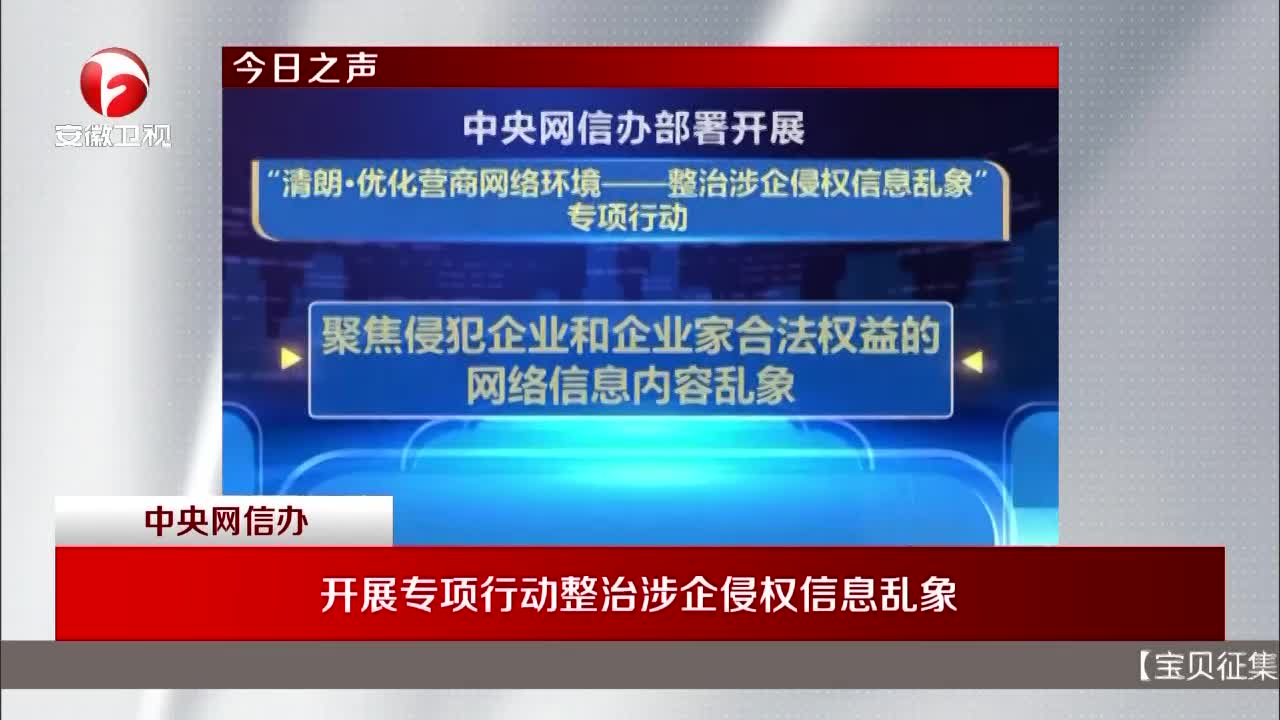 今日之声
安徽卫视
中央网信办部署开展
“清朗·优化营商网络环境——整治涉企侵权信息乱象”
专项行动
聚焦侵犯企业和企业家合法权益的
网络信息内容乱象
中央网信办
开展专项行动整治涉企侵权信息乱象
【宝贝征集